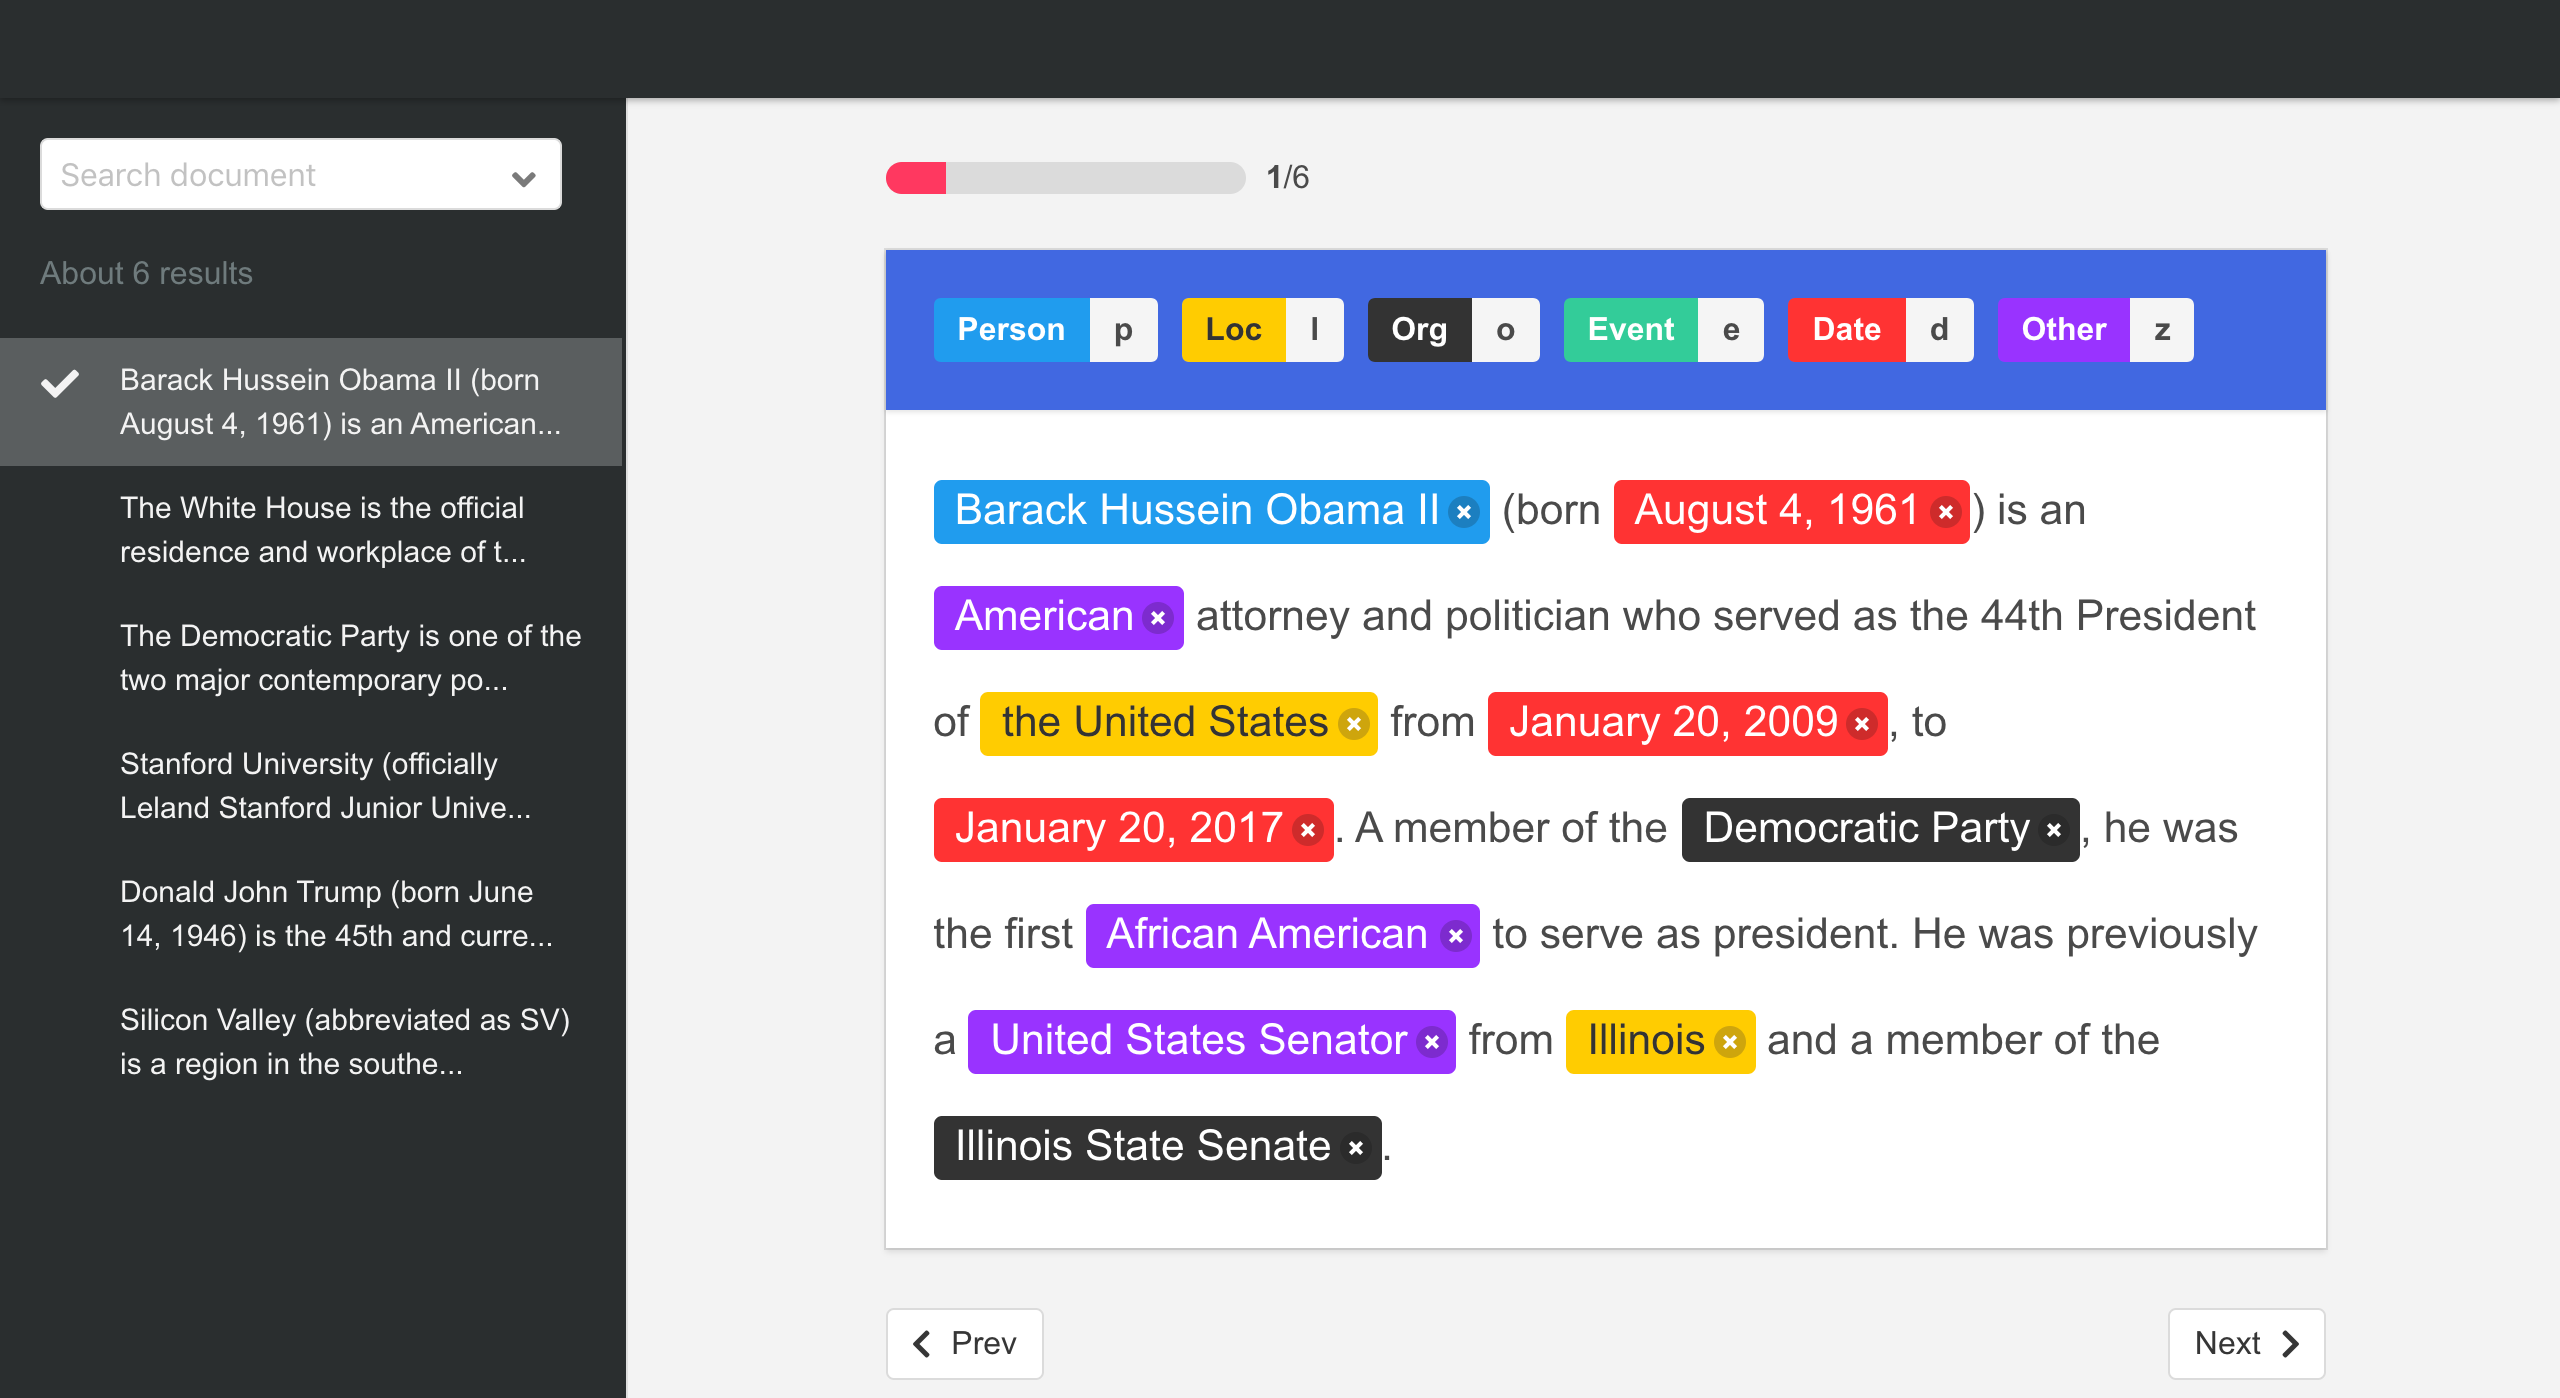 Search document
About 6 results
Barack Hussein Obama II (born
August 4, 1961) is an American...
The White House is the official
residence and workplace of t...
The Democratic Party is one of the
two major contemporary po...
Stanford University (officially
Leland Stanford Junior Unive...
Donald John Trump (born June
14, 1946) is the 45th and curre...
Silicon Valley (abbreviated as SV)
is a region in the southe...
1/6
Person p Loc l Org o Event e Date d Other z
Barack Hussein Obama II (born August 4, 1961) is an
American attorney and politician who served as the 44th President
of the United States from January 20, 2009, to
January 20, 2017. A member of the Democratic Party, he was
the first African American to serve as president. He was previously
a United States Senator from Illinois and a member of the
Illinois State Senate.
Prev
Next